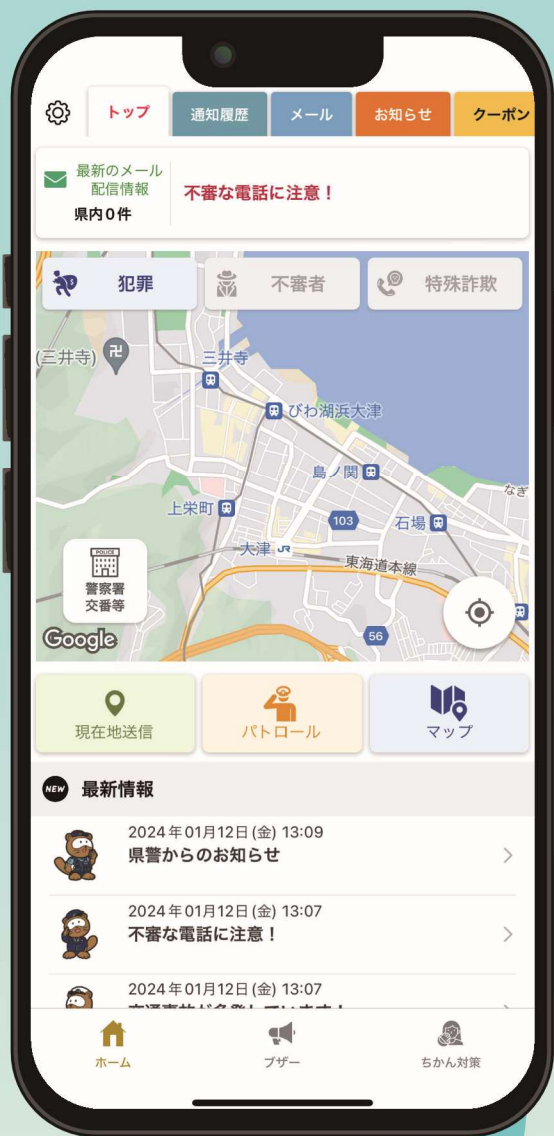 トップ
通知履歴
メール
お知らせ
クーポン
最新のメール
配信情報
県内0件
不審な電話に注意！
犯罪
不審者
特殊詐欺
(三井寺)
三井寺
びわ湖浜大津
島ノ関
なぎ
上栄町
103
石場
大津 JR
東海道本線
POLICE
警察署
交番等
56
Google
現在地送信
パトロール
マップ
NEW 最新情報
2024年01月12日(金) 13:09
県警からのお知らせ
2024年01月12日(金) 13:07
不審な電話に注意！
2024年01月12日(金) 13:07
ホーム
ブザー
ちかん対策